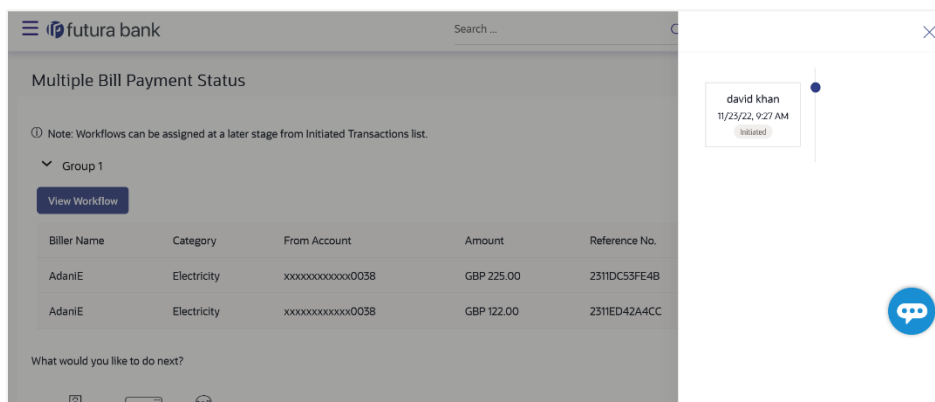 futura bank
Search ...
Multiple Bill Payment Status
Note: Workflows can be assigned at a later stage from Initiated Transactions list.
Group 1
View Workflow
Biller Name Category From Account Amount Reference No.
AdaniE Electricity xxxxxxxxxxxx0038 GBP 225.00 2311DC53FE4B
AdaniE Electricity xxxxxxxxxxxx0038 GBP 122.00 2311ED42A4CC
What would you like to do next?
david khan
11/23/22, 9:27 AM
Initiated